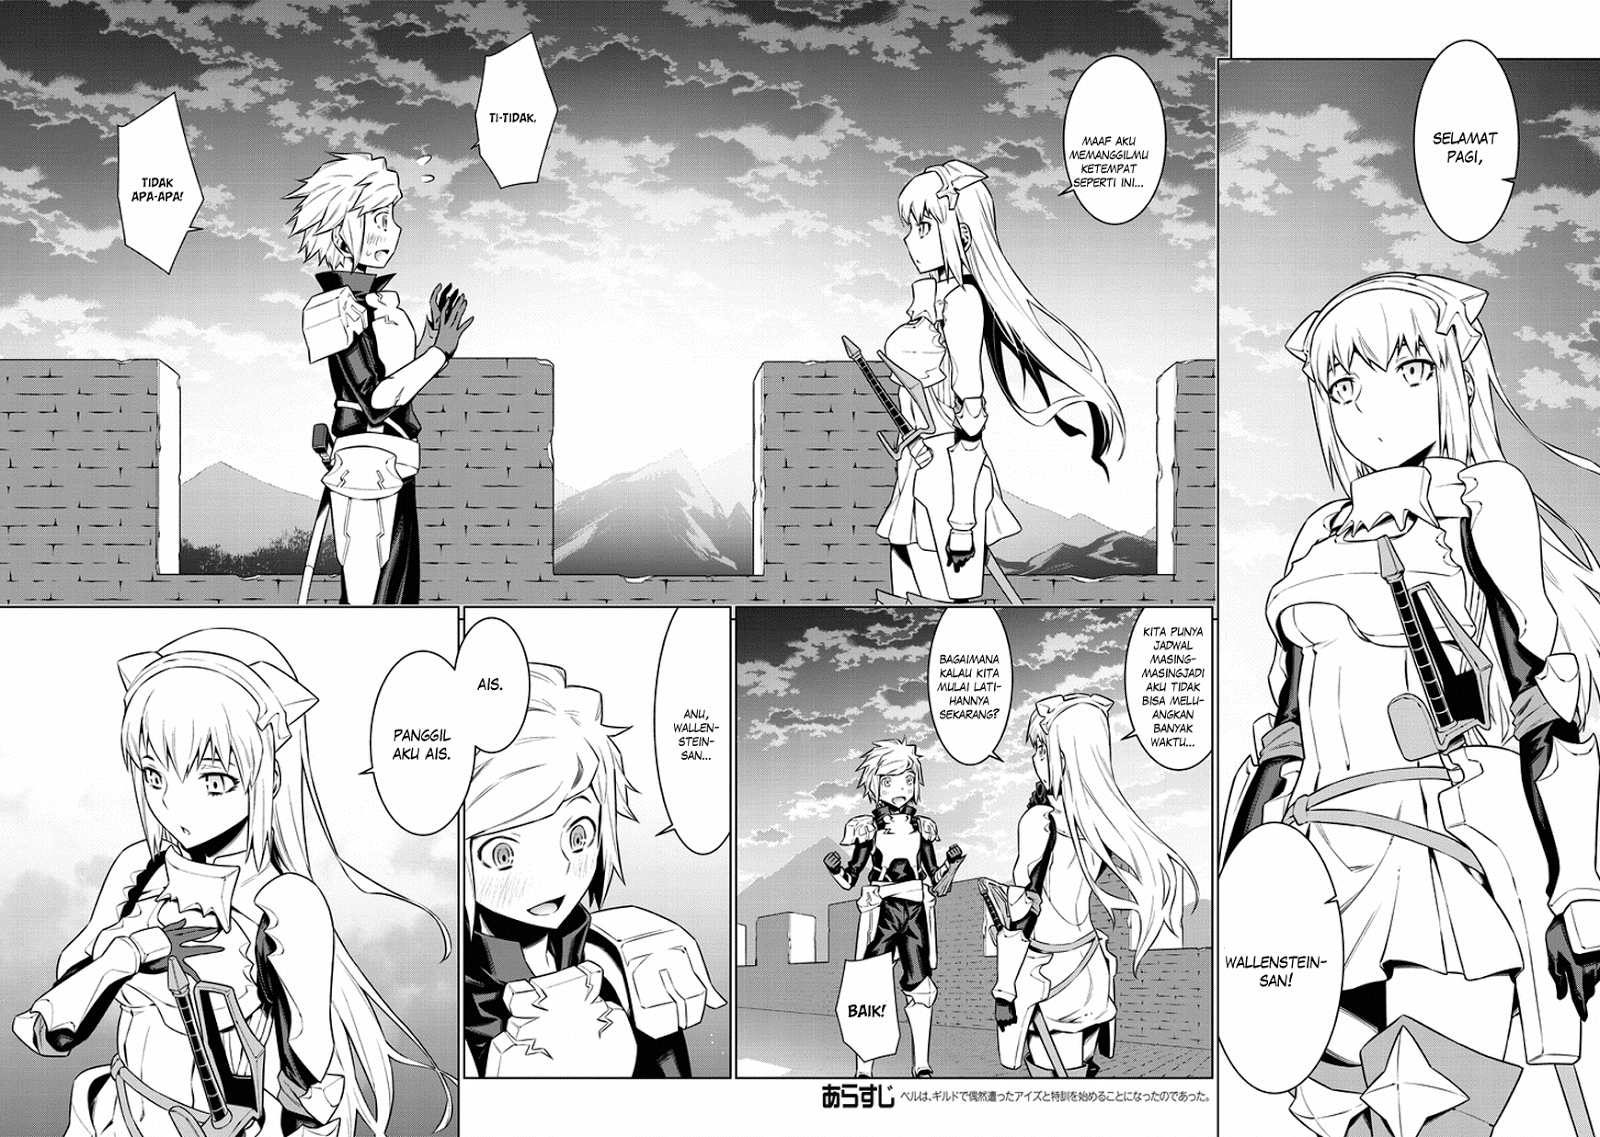 SELAMAT
PAGI,
WALLENSTEIN-
SAN!
MAAF AKU
MEMANGGILMU
KETEMPAT
SEPERTI INI...
TI-TIDAK,
TIDAK
APA-APA!
KITA PUNYA
JADWAL
MASING-
MASINGJADI
AKU TIDAK
BISA MELU-
ANGKAN
BANYAK
WAKTU...
BAGAIMANA
KALAU KITA
MULAI LATI-
HANNYA
SEKARANG?
BAIK!
ANU,
WALLEN-
STEIN-
SAN...
AIS.
PANGGIL
AKU AIS.
あらすじ ベルは、ギルドで偶然遭ったアイズと特訓を始めることになったのであった。